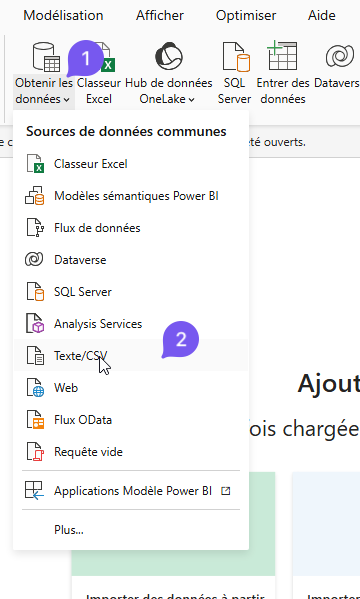 Modélisation Afficher Optimiser Aide
1
Obtenir les Classeur Hub de données SQL Entrer des
données Excel OneLake Server données
été ouverts.
Sources de données communes
Classeur Excel
Modèles sémantiques Power BI
Flux de données
Dataverse
SQL Server
Analysis Services
2
Texte/CSV
Web
Flux OData
Requête vide
Applications Modèle Power BI
Plus...
Ajout
fois chargée
Importer des données à partir